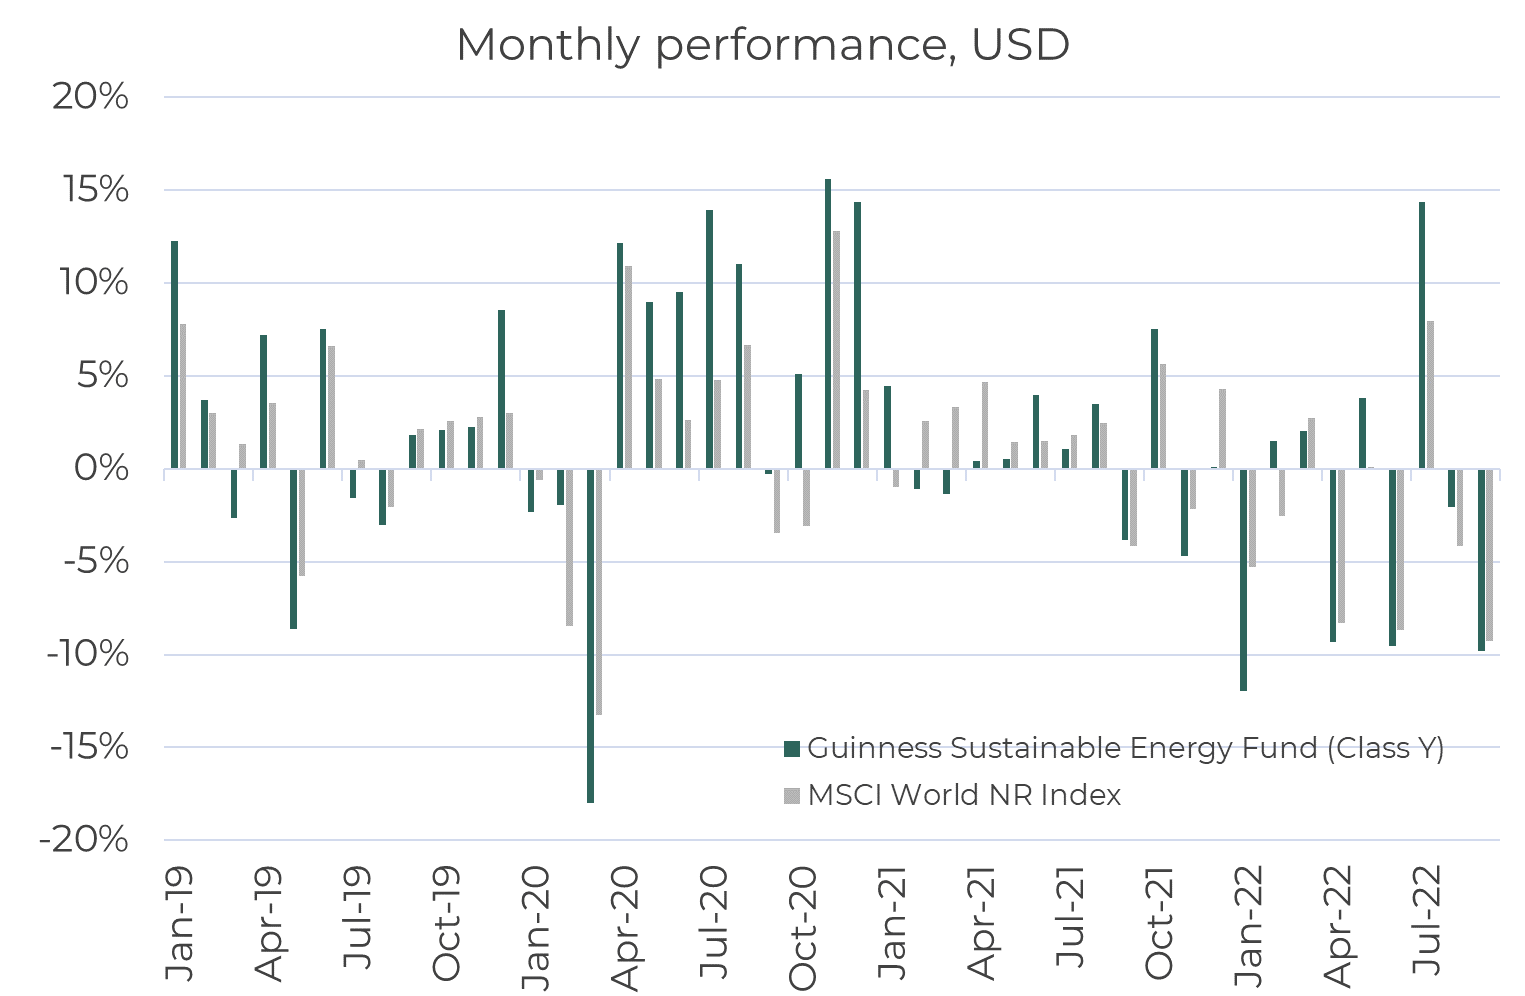 Monthly performance, USD
20%
15%
10%
5%
0%
-5%
-10%
-15%
-20%
Guinness Sustainable Energy Fund (Class Y)
MSCI World NR Index
Jan-19
Apr-19
Jul-19
Oct-19
Jan-20
Apr-20
Jul-20
Oct-20
Jan-21
Apr-21
Jul-21
Oct-21
Jan-22
Apr-22
Jul-22